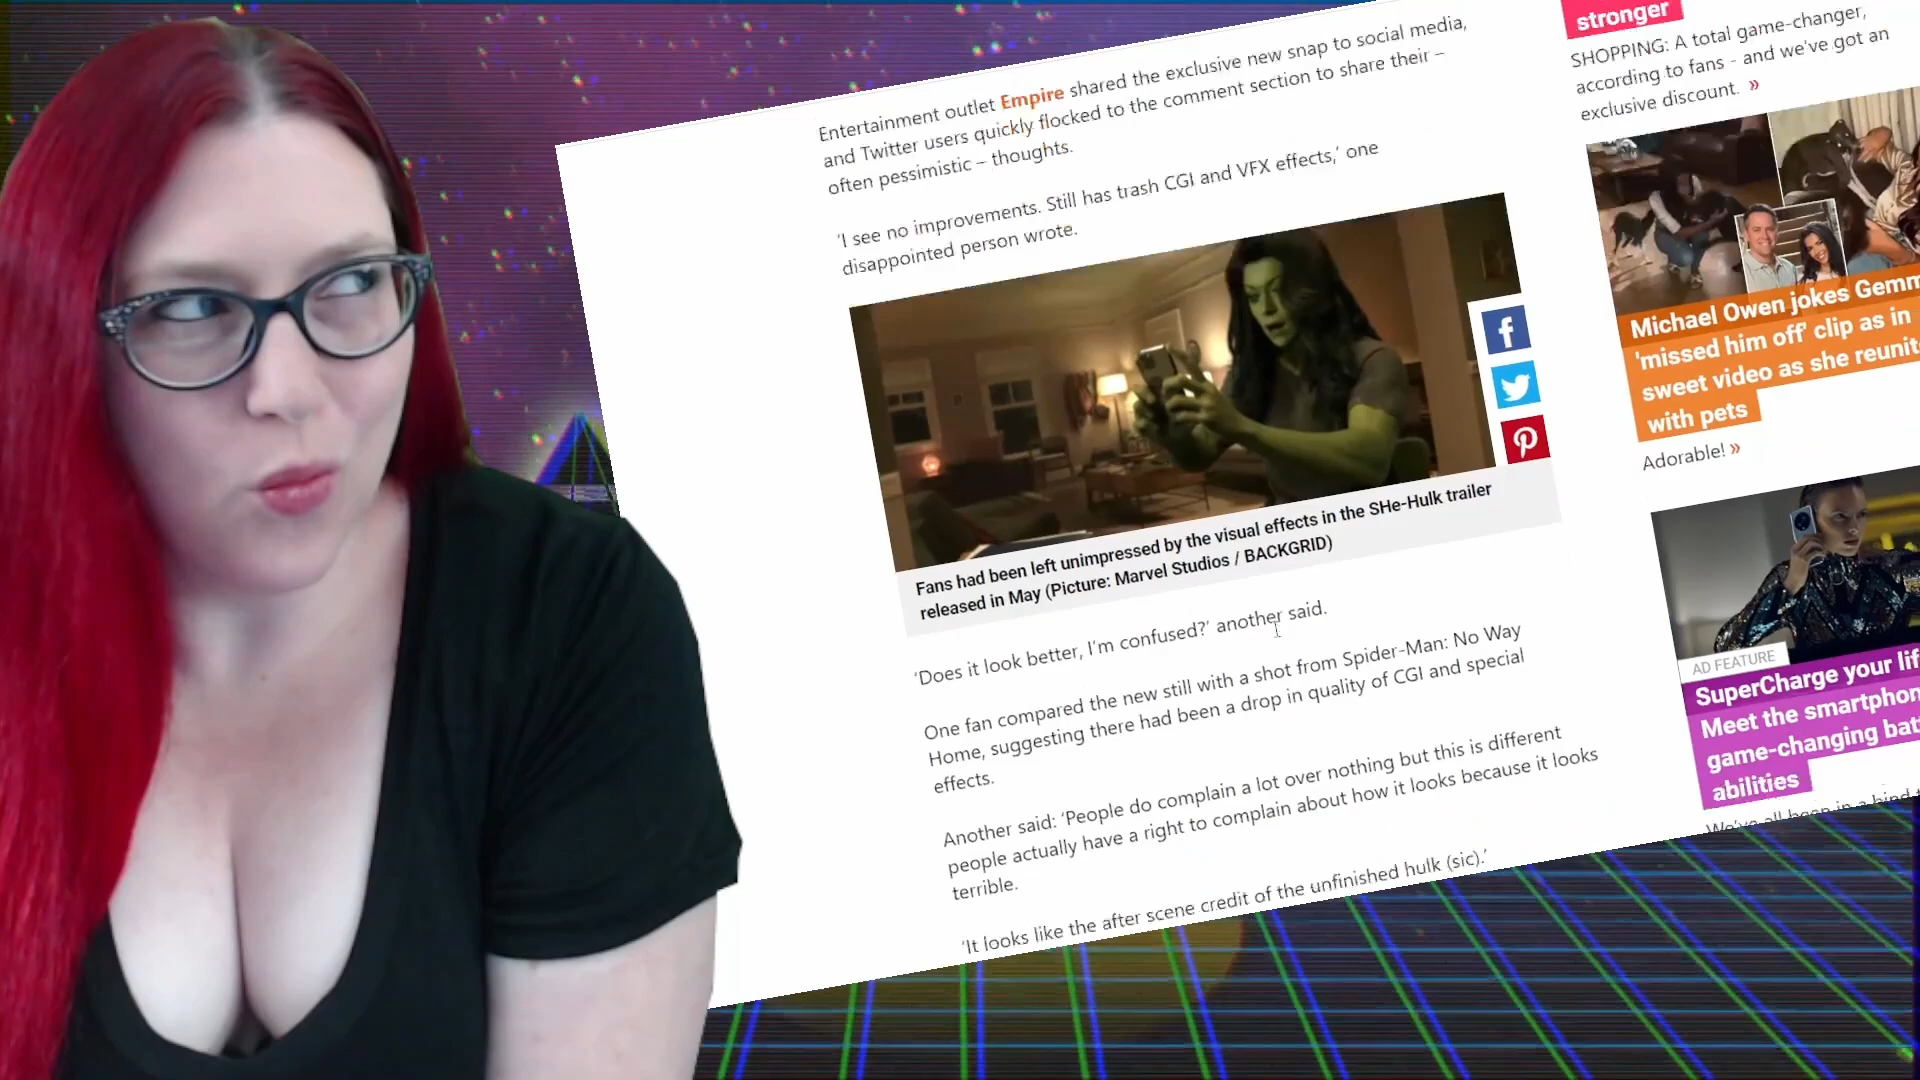 Entertainment outlet Empire shared the exclusive new snap to social media,
and Twitter users quickly flocked to the comment section to share their –
often pessimistic – thoughts.
'I see no improvements. Still has trash CGI and VFX effects,' one
disappointed person wrote.
Fans had been left unimpressed by the visual effects in the SHe-Hulk trailer
released in May (Picture: Marvel Studios / BACKGRID)
'Does it look better, I'm confused?' another said.
One fan compared the new still with a shot from Spider-Man: No Way
Home, suggesting there had been a drop in quality of CGI and special
effects.
Another said: 'People do complain a lot over nothing but this is different
people actually have a right to complain about how it looks because it looks
terrible.
'It looks like the after scene credit of the unfinished hulk (sic).'
stronger
SHOPPING: A total game-changer,
according to fans - and we've got an
exclusive discount. »
Michael Owen jokes Gemm
'missed him off' clip as in
sweet video as she reunit
with pets
Adorable! »
AD FEATURE
SuperCharge your lif
Meet the smartphon
game-changing bat
abilities
We've all been in a bind